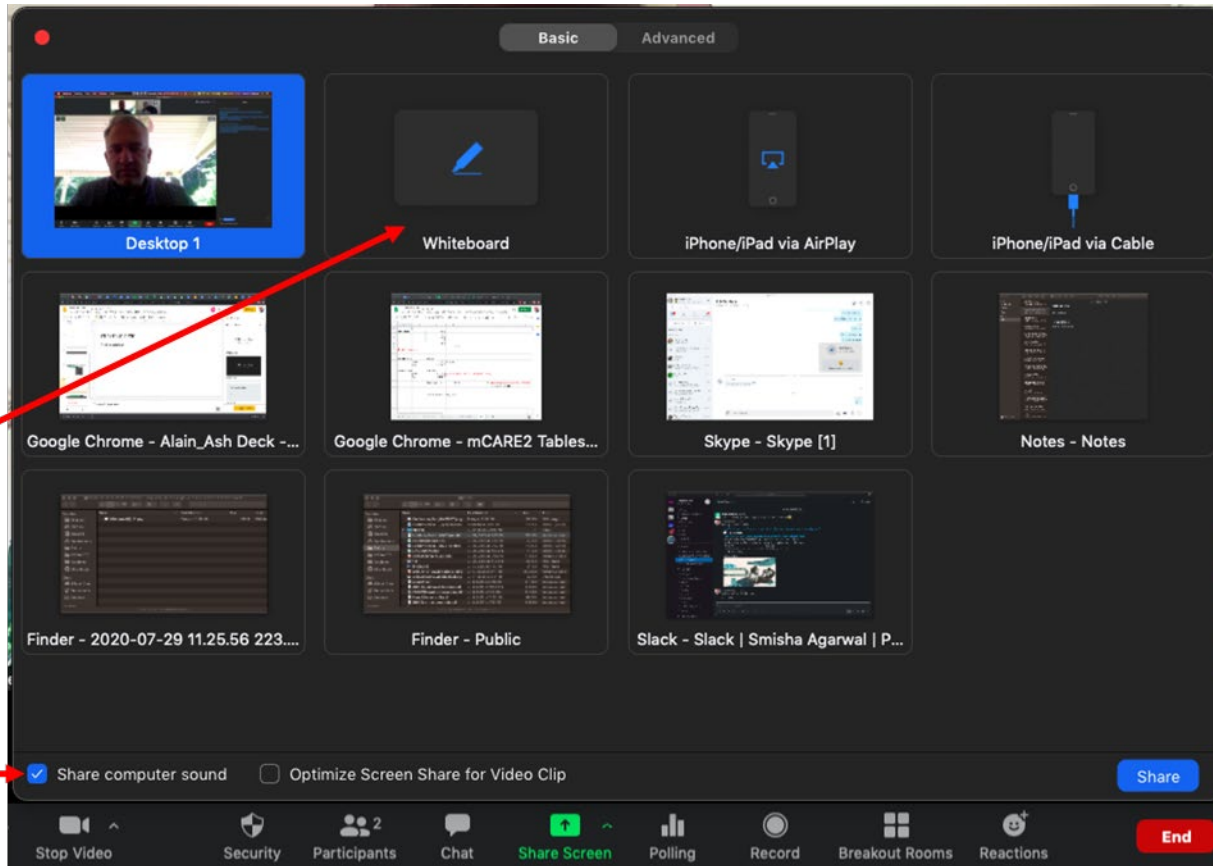 Basic Advanced
Desktop 1 Whiteboard iPhone/iPad via AirPlay iPhone/iPad via Cable
Google Chrome - Alain_Ash Deck -... Google Chrome - mCARE2 Tables... Skype - Skype [1] Notes - Notes
Finder - 2020-07-29 11.25.56 223.... Finder - Public Slack - Slack | Smisha Agarwal | P...
Share computer sound Optimize Screen Share for Video Clip Share
2
Stop Video Security Participants Chat Share Screen Polling Record Breakout Rooms Reactions End